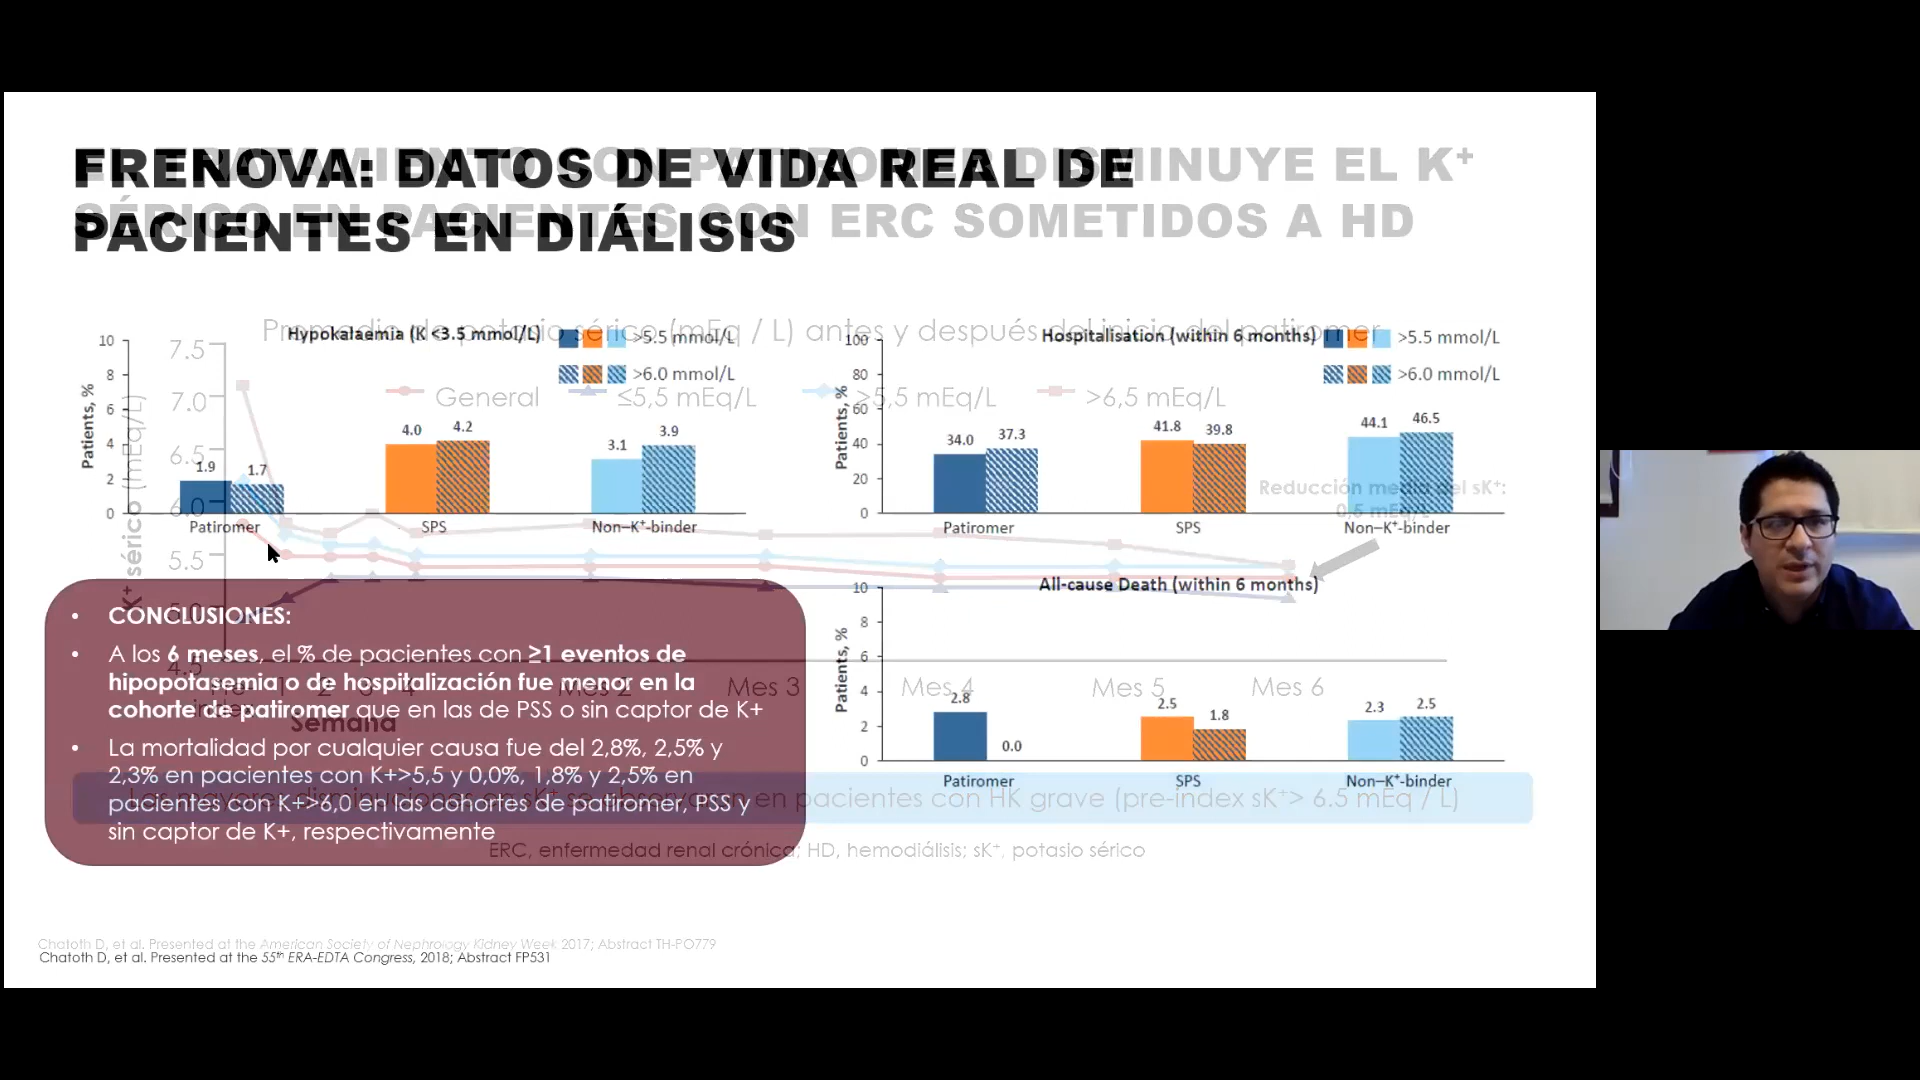 FRENOVA: DATOS DE VIDA REAL DE
PACIENTES EN DIÁLISIS
EL TRATAMIENTO CON PATIROMER DISMINUYE EL K⁺
SÉRICO EN PACIENTES CON ERC SOMETIDOS A HD
Promedio de potasio sérico (mEq / L) antes y después del inicio del patiromer
Hypokalaemia (K <3.5 mmol/L)
>5.5 mmol/L
>6.0 mmol/L
Patients, %
10
8
6
4
2
0
1.9
1.7
4.0
4.2
3.1
3.9
Patiromer
SPS
Non–K⁺-binder
Hospitalisation (within 6 months)
>5.5 mmol/L
>6.0 mmol/L
Patients, %
100
80
60
40
20
0
34.0
37.3
41.8
39.8
44.1
46.5
Patiromer
SPS
Non–K⁺-binder
General
≤5,5 mEq/L
>5,5 mEq/L
>6,5 mEq/L
K⁺ sérico (mEq/L)
7.5
7.0
6.5
6.0
5.5
5.0
4.5
Reducción media del sK⁺:
0,5 mEq/L
All-cause Death (within 6 months)
Patients, %
10
8
6
4
2
0
2.8
0.0
2.5
1.8
2.3
2.5
Patiromer
SPS
Non–K⁺-binder
1
2
3
4
Mes 2
Mes 3
Mes 4
Mes 5
Mes 6
Semana
• CONCLUSIONES:
• A los 6 meses, el % de pacientes con ≥1 eventos de
hipopotasemia o de hospitalización fue menor en la
cohorte de patiromer que en las de PSS o sin captor de K+
• La mortalidad por cualquier causa fue del 2,8%, 2,5% y
2,3% en pacientes con K+>5,5 y 0,0%, 1,8% y 2,5% en
pacientes con K+>6,0 en las cohortes de patiromer, PSS y
sin captor de K+, respectivamente
Las mayores disminuciones en sK⁺ se observaron en pacientes con HK grave (pre-index sK⁺> 6.5 mEq / L)
ERC, enfermedad renal crónica; HD, hemodiálisis; sK⁺, potasio sérico
Chatoth D, et al. Presented at the American Society of Nephrology Kidney Week 2017; Abstract TH-PO779
Chatoth D, et al. Presented at the 55th ERA-EDTA Congress, 2018; Abstract FP531